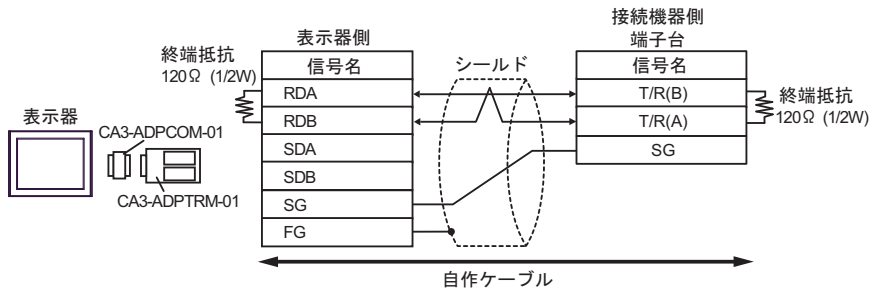 表示器
CA3-ADPCOM-01
CA3-ADPTRM-01
終端抵抗
120Ω (1/2W)
表示器側
信号名
RDA
RDB
SDA
SDB
SG
FG
シールド
接続機器側
端子台
信号名
T/R(B)
T/R(A)
SG
終端抵抗
120Ω (1/2W)
自作ケーブル